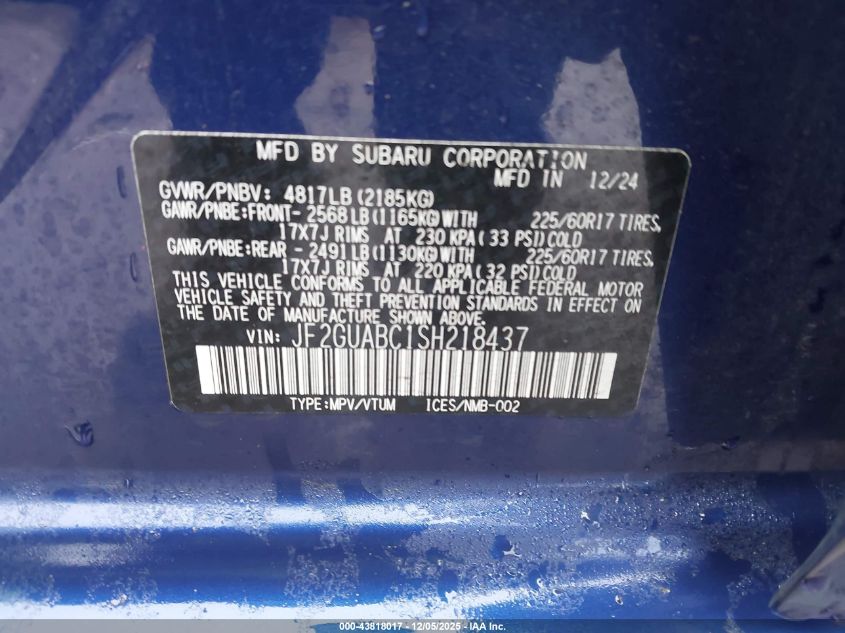 MFD BY SUBARU CORPORATION
MFD IN 12/24
GVWR/PNBV: 4817LB (2185KG)
GAWR/PNBE:FRONT- 2568LB(1165KG)WITH 225/60R17 TIRES,
17X7J RIMS AT 230 KPA( 33 PSI)COLD
GAWR/PNBE:REAR - 2491LB(1130KG)WITH 225/60R17 TIRES,
17X7J RIMS AT 220 KPA( 32 PSI)COLD
THIS VEHICLE CONFORMS TO ALL APPLICABLE FEDERAL MOTOR
VEHICLE SAFETY AND THEFT PREVENTION STANDARDS IN EFFECT ON
THE DATE OF MANUFACTURE SHOWN ABOVE.
VIN: JF2GUABC1SH218437
TYPE:MPV/VTUM ICES/NMB-002
000-43818017 - 12/05/2025 - IAA Inc.